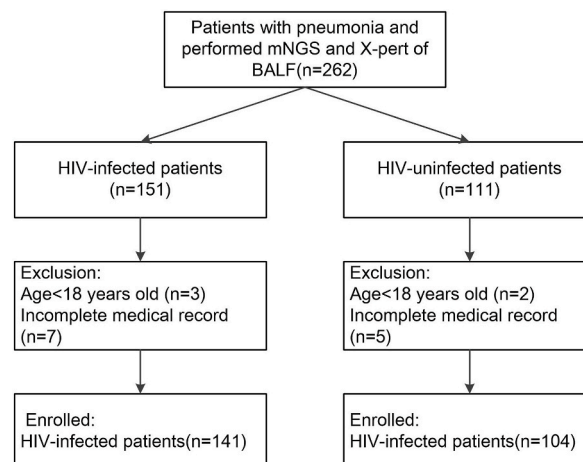 Patients with pneumonia and
performed mNGS and X-pert of
BALF(n=262)
HIV-infected patients
(n=151)
HIV-uninfected patients
(n=111)
Exclusion:
Age<18 years old (n=3)
Incomplete medical record
(n=7)
Exclusion:
Age<18 years old (n=2)
Incomplete medical record
(n=5)
Enrolled:
HIV-infected patients(n=141)
Enrolled:
HIV-infected patients(n=104)